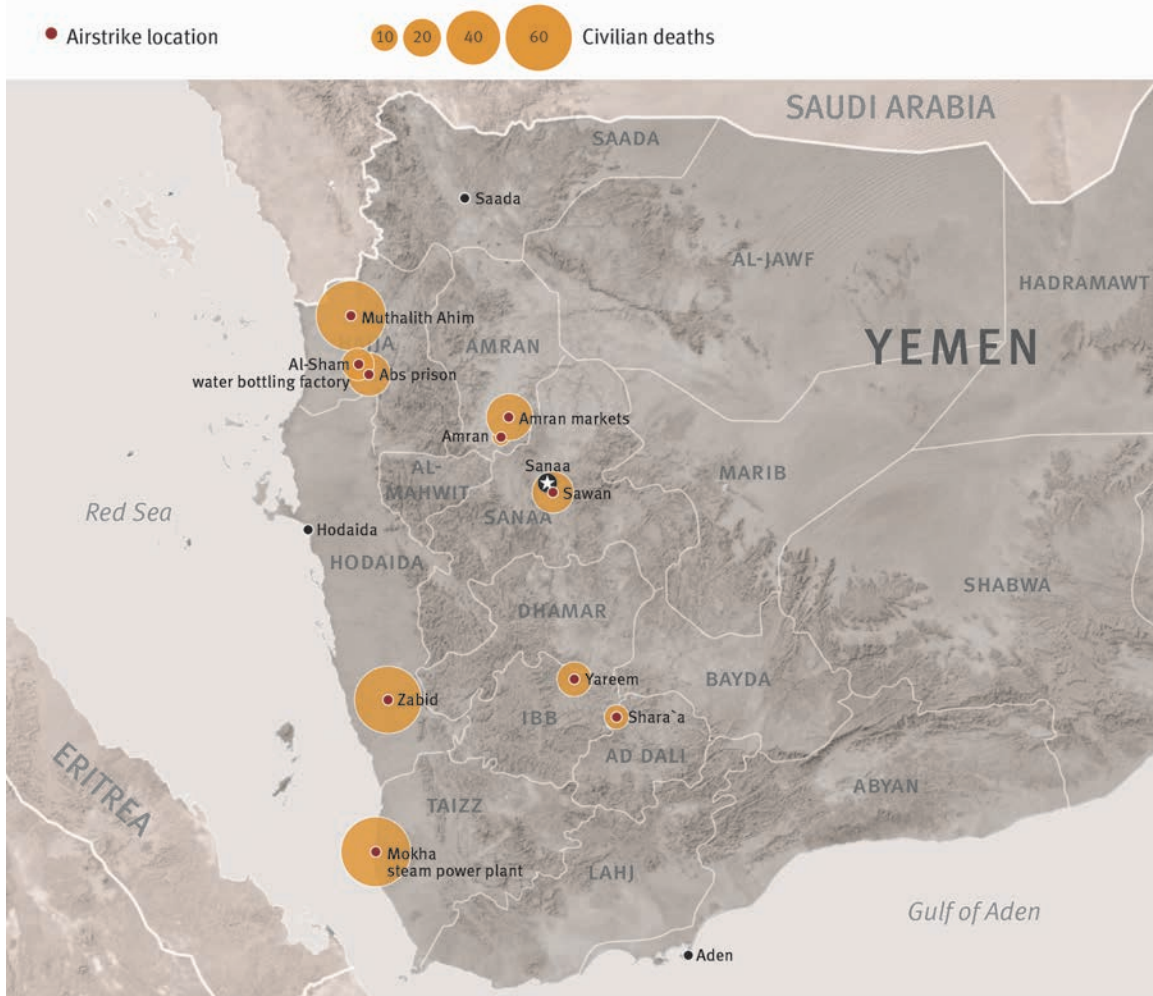 Airstrike location
10
20
40
60
Civilian deaths
SAUDI ARABIA
SAADA
Saada
AL-JAWF
HADRAMAWT
Muthalith Ahim
YEMEN
AMRAN
Al-Sham
water bottling factory
Abs prison
Amran markets
Amran
Sanaa
AL-
MAHWIT
MARIB
Sawan
Red Sea
SANAA
Hodaida
HODAIDA
SHABWA
DHAMAR
Yareem
BAYDA
Zabid
IBB
Shara`a
AD DALI
ERITREA
ABYAN
TAIZZ
Mokha
steam power plant
LAHJ
Gulf of Aden
Aden